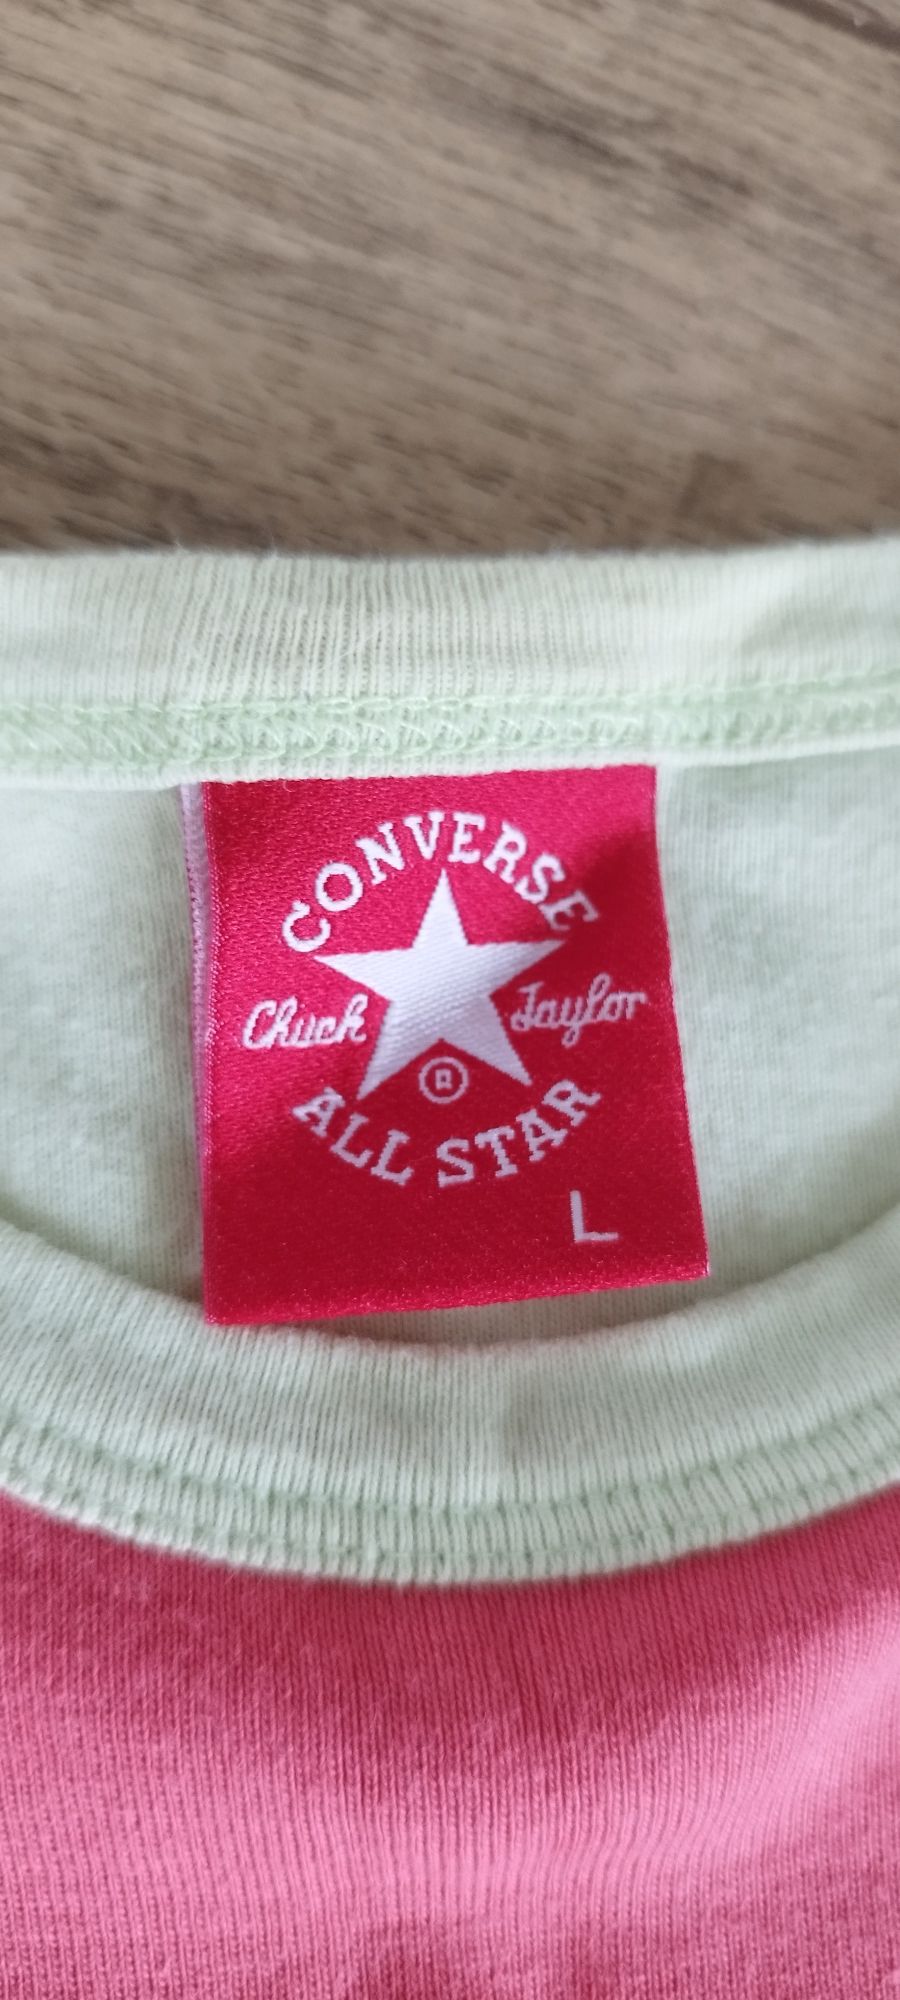 CONVERSE
Chuck Taylor
®
ALL STAR
L